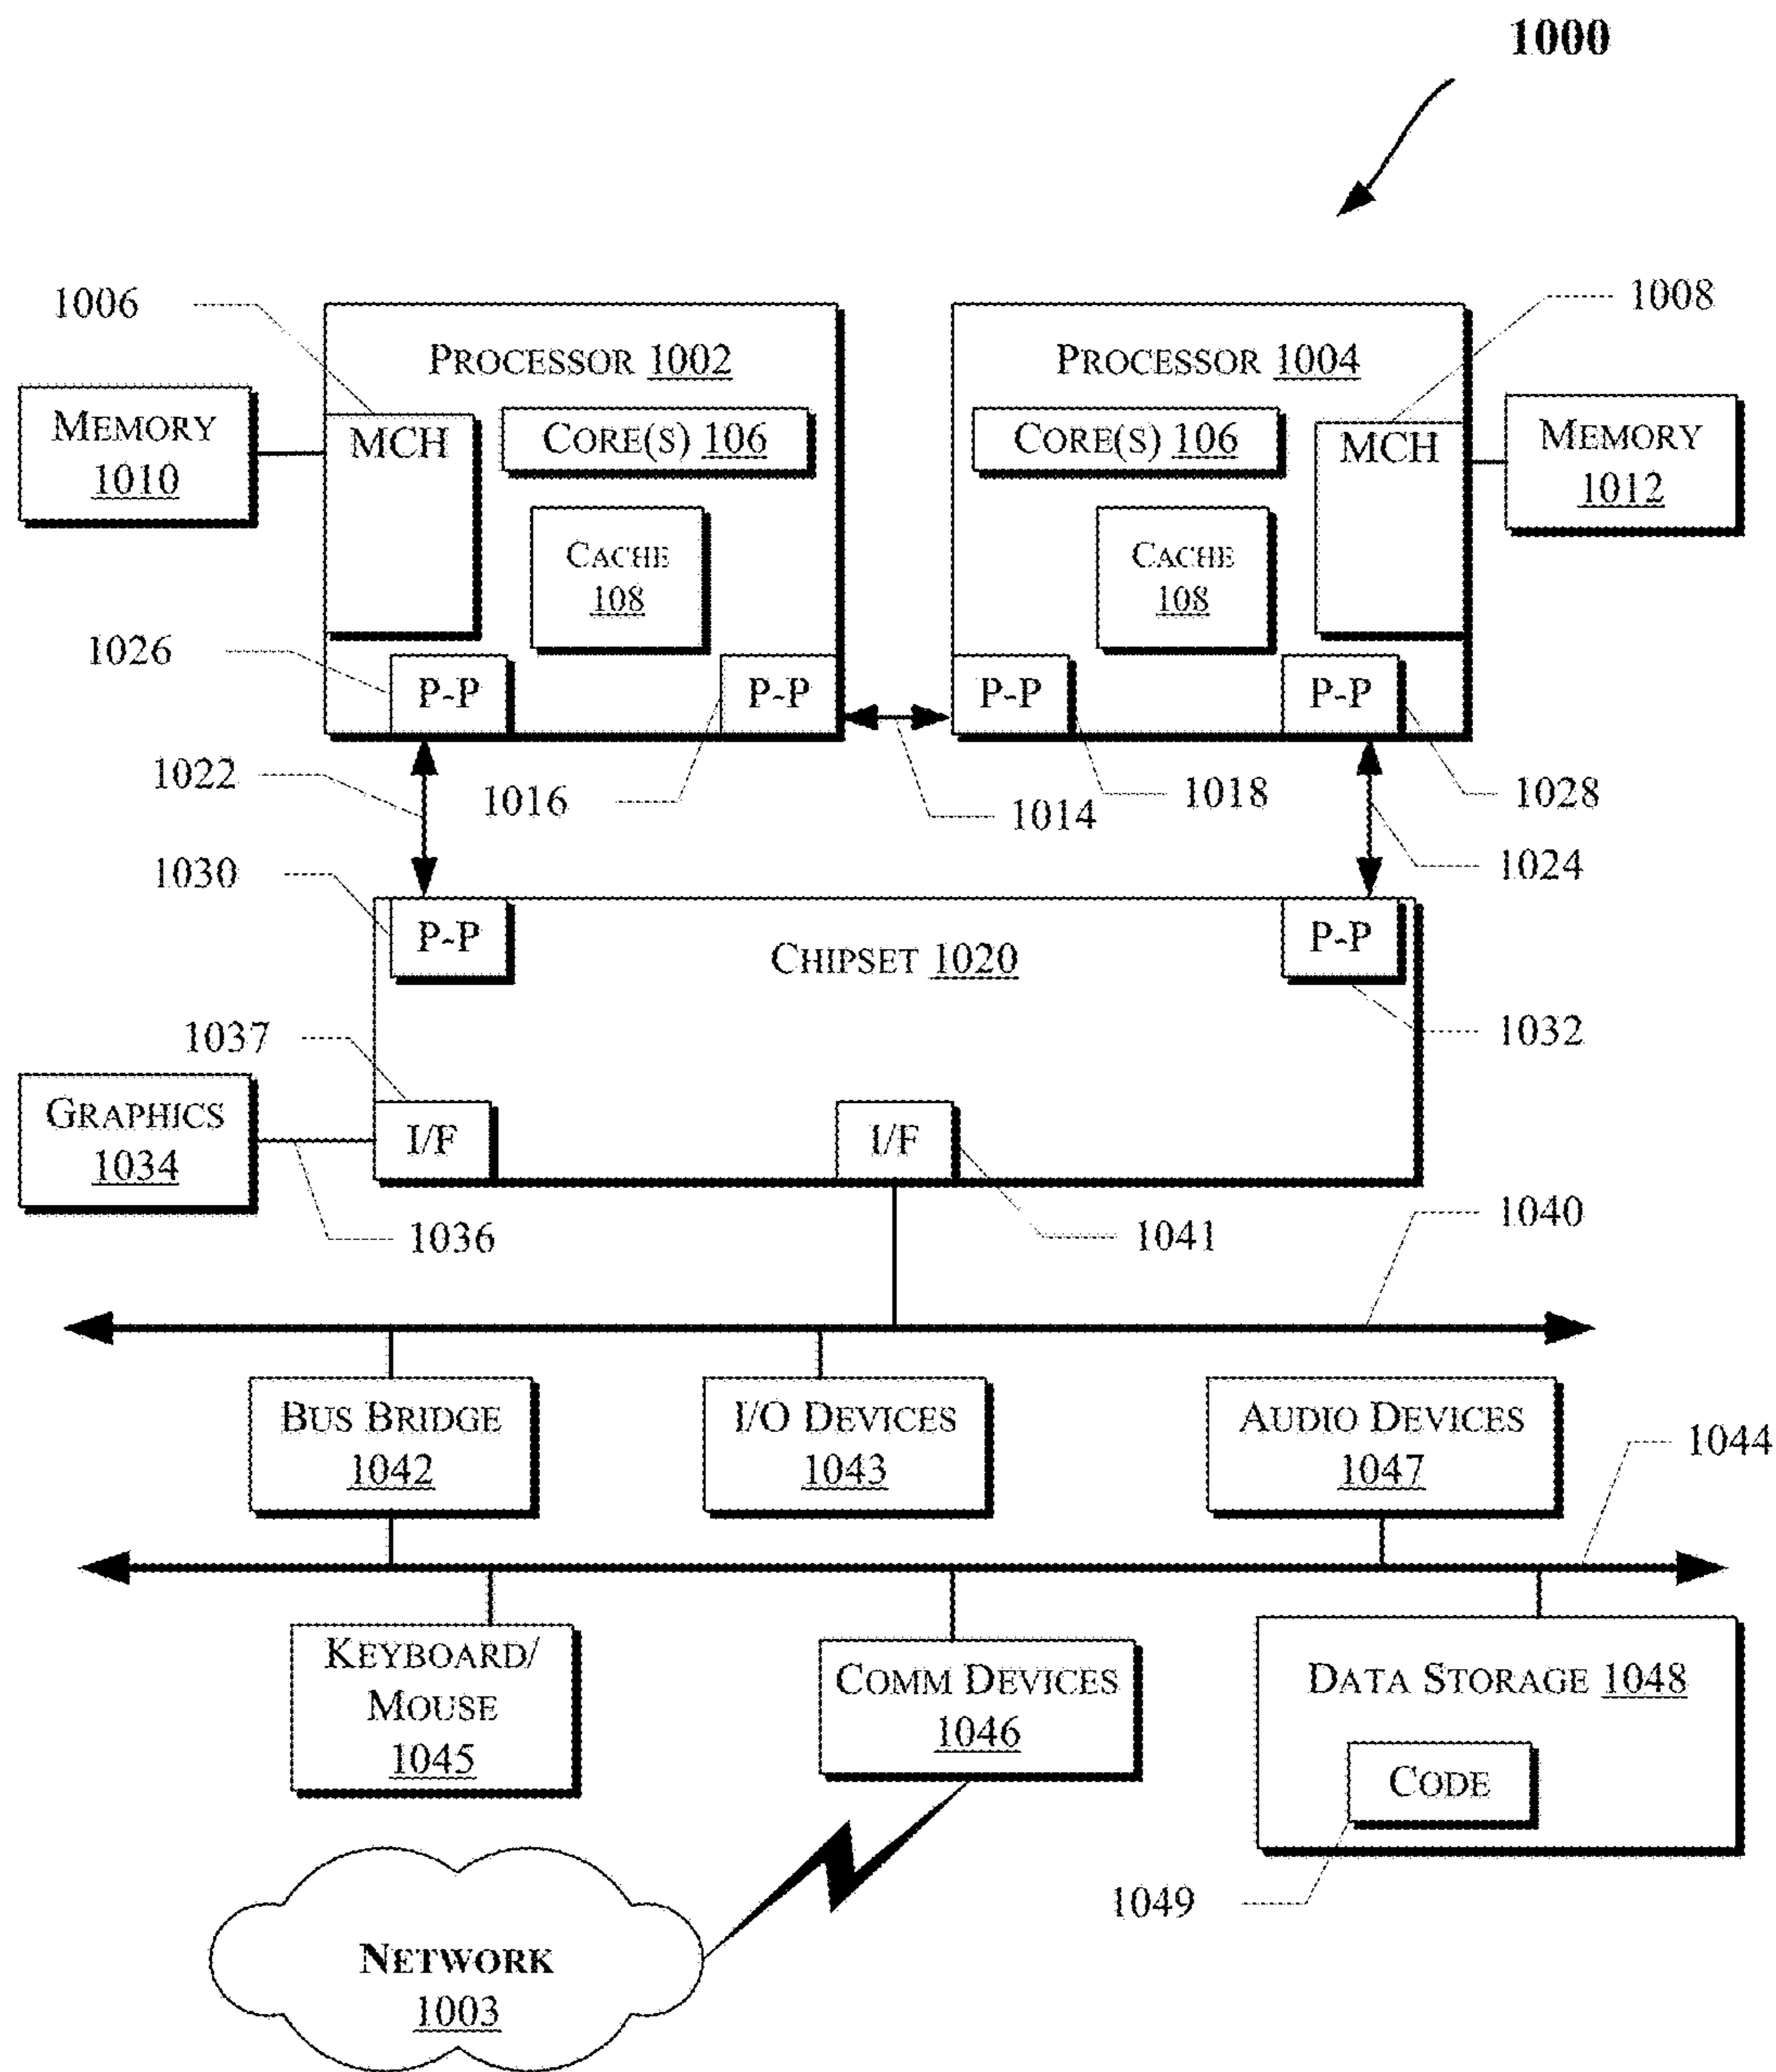 1000
1006
1008
PROCESSOR 1002
PROCESSOR 1004
MEMORY
1010
MCH
CORE(S) 106
CORE(S) 106
MCH
MEMORY
1012
CACHE
108
CACHE
108
1026
P-P
P-P
P-P
P-P
1022
1016
1014
1018
1028
1030
1024
P-P
CHIPSET 1020
P-P
1037
1032
GRAPHICS
1034
I/F
I/F
1036
1041
1040
BUS BRIDGE
1042
I/O DEVICES
1043
AUDIO DEVICES
1047
1044
KEYBOARD/
MOUSE
1045
COMM DEVICES
1046
DATA STORAGE 1048
CODE
1049
NETWORK
1003